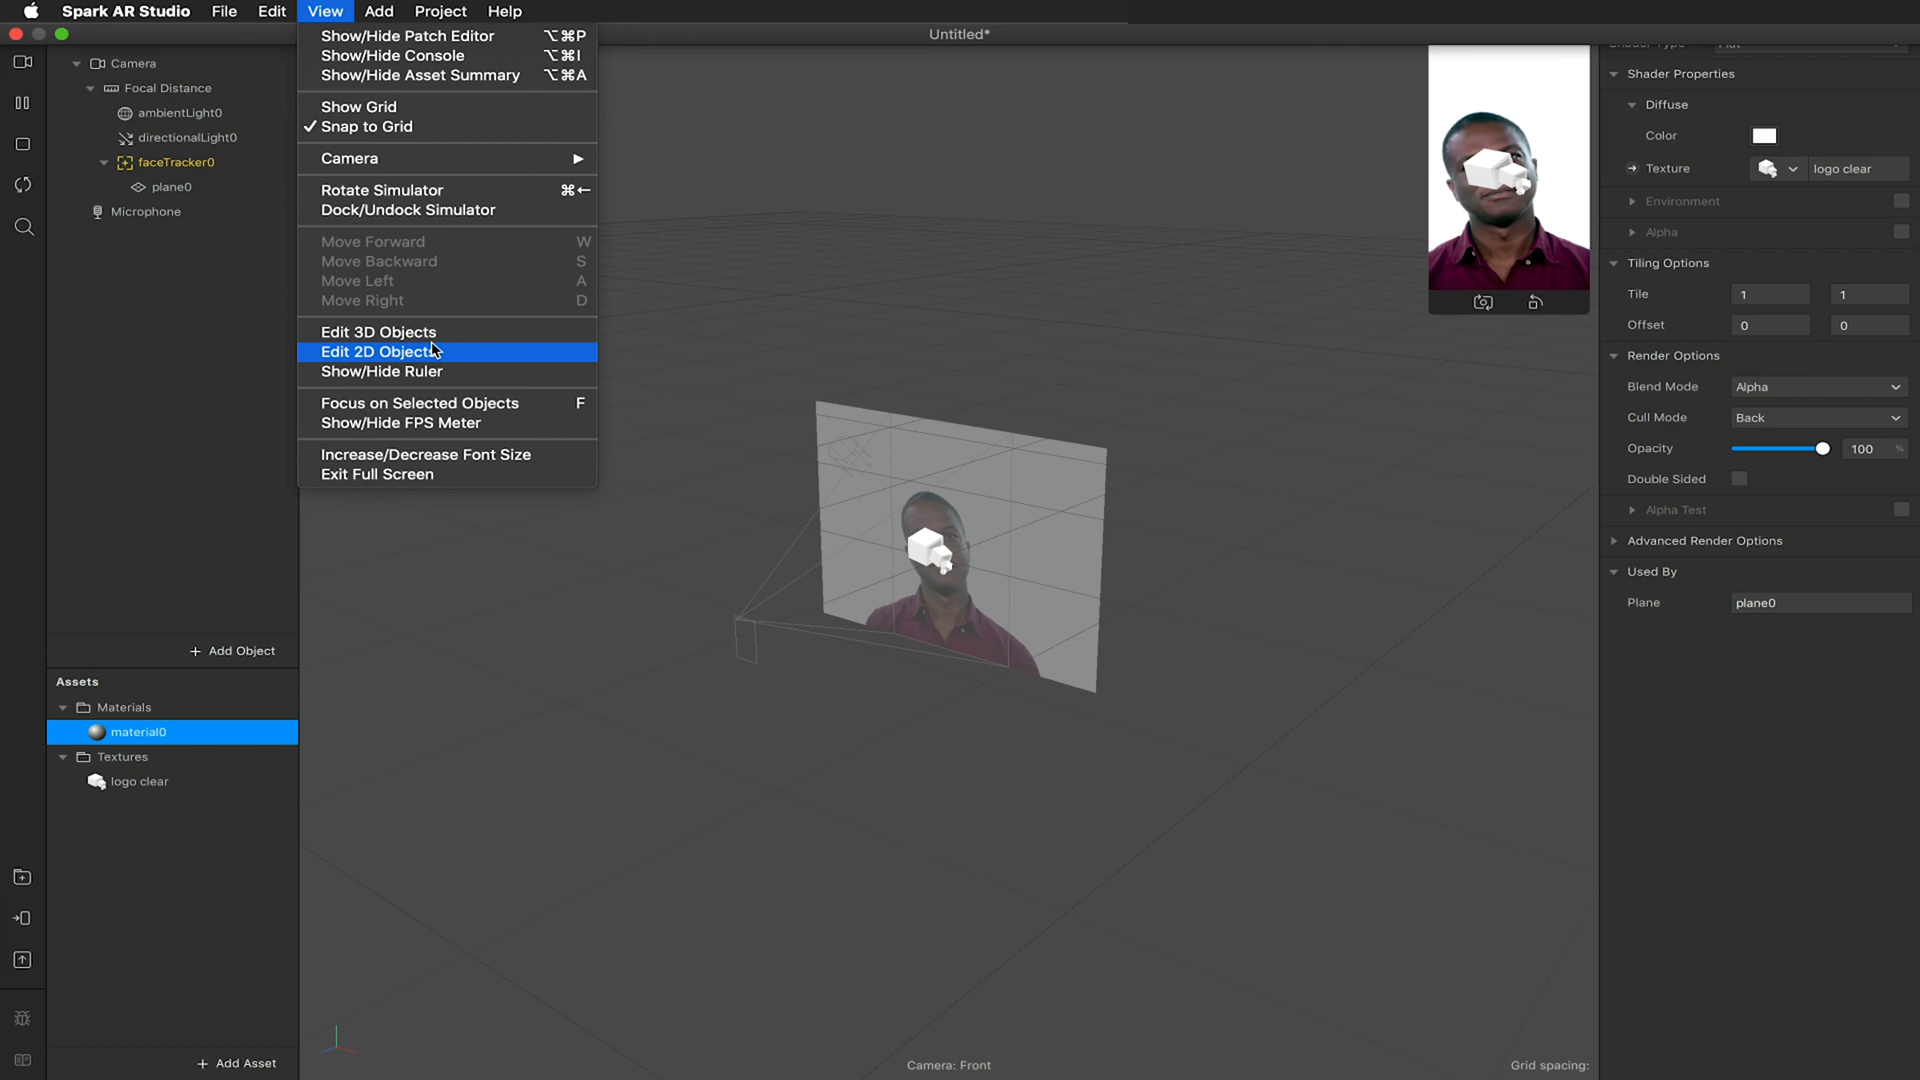 Spark AR Studio File Edit View Add Project Help
Untitled*
Show/Hide Patch Editor ⌥⌘P
Show/Hide Console ⌥⌘I
Show/Hide Asset Summary ⌥⌘A
Show Grid
✓ Snap to Grid
Camera ▶
Rotate Simulator ⌘←
Dock/Undock Simulator
Move Forward W
Move Backward S
Move Left A
Move Right D
Edit 3D Objects
Edit 2D Objects
Show/Hide Ruler
Focus on Selected Objects F
Show/Hide FPS Meter
Increase/Decrease Font Size
Exit Full Screen
Camera
Focal Distance
ambientLight0
directionalLight0
faceTracker0
plane0
Microphone
+ Add Object
Assets
Materials
material0
Textures
logo clear
+ Add Asset
Camera: Front
Grid spacing:
Shader Type Flat
Shader Properties
Diffuse
Color
Texture logo clear
Environment
Alpha
Tiling Options
Tile 1 1
Offset 0 0
Render Options
Blend Mode Alpha
Cull Mode Back
Opacity 100 %
Double Sided
Alpha Test
Advanced Render Options
Used By
Plane plane0